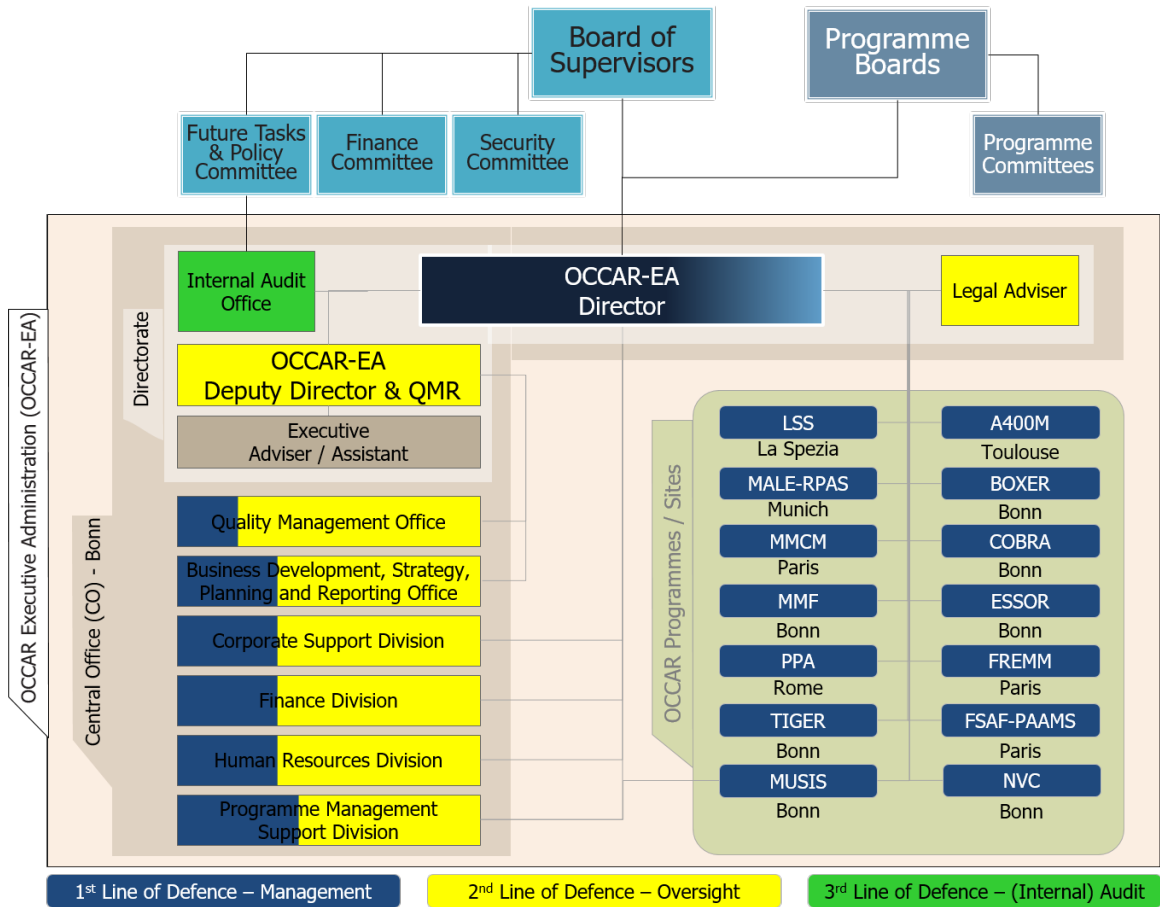 Board of
Supervisors
Programme
Boards
Future Tasks
& Policy
Committee
Finance
Committee
Security
Committee
Programme
Committees
OCCAR Executive Administration (OCCAR-EA)
Central Office (CO) - Bonn
Directorate
Internal Audit
Office
OCCAR-EA
Director
Legal Adviser
OCCAR-EA
Deputy Director & QMR
Executive
Adviser / Assistant
Quality Management Office
Business Development, Strategy,
Planning and Reporting Office
Corporate Support Division
Finance Division
Human Resources Division
Programme Management
Support Division
OCCAR Programmes / Sites
LSS
La Spezia
MALE-RPAS
Munich
MMCM
Paris
MMF
Bonn
PPA
Rome
TIGER
Bonn
MUSIS
Bonn
A400M
Toulouse
BOXER
Bonn
COBRA
Bonn
ESSOR
Bonn
FREMM
Paris
FSAF-PAAMS
Paris
NVC
Bonn
1st Line of Defence – Management
2nd Line of Defence – Oversight
3rd Line of Defence – (Internal) Audit